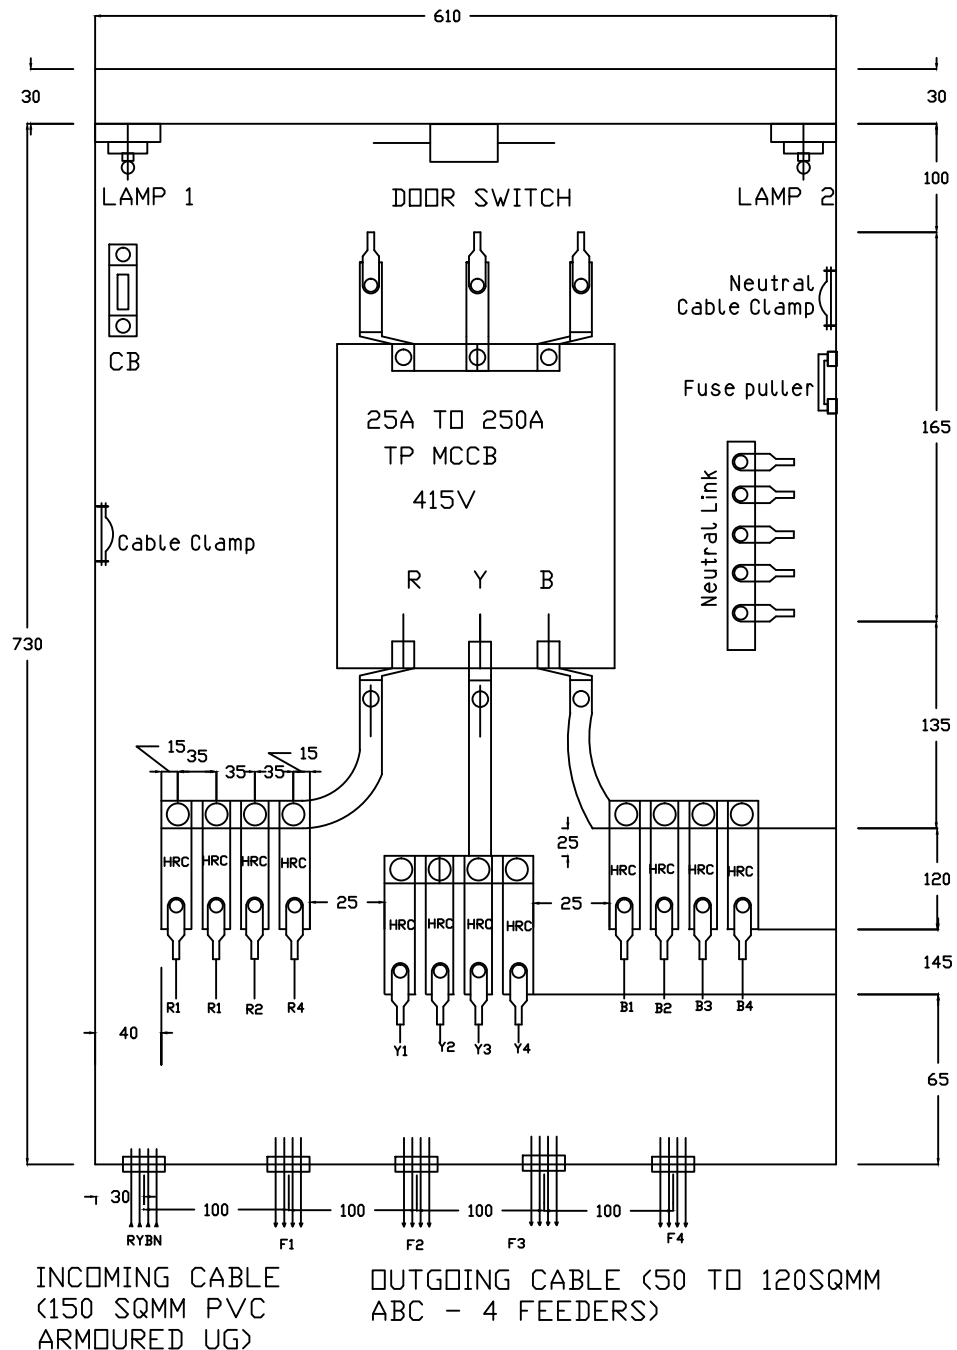 610
30
30
LAMP 1
DOOR SWITCH
LAMP 2
100
Neutral
Cable Clamp
CB
Fuse puller
25A TO 250A
TP MCCB
415V
165
Neutral Link
Cable Clamp
R Y B
730
135
15
35
35
35
15
25
HRC HRC HRC HRC
HRC HRC HRC HRC
120
25
25
HRC HRC HRC HRC
145
R1 R1 R2 R4
B1 B2 B3 B4
40
Y1 Y2 Y3 Y4
65
30
100
100
100
100
RYBN
F1
F2
F3
F4
INCOMING CABLE
(150 SQMM PVC
ARMOURED UG)
OUTGOING CABLE (50 TO 120SQMM
ABC - 4 FEEDERS)